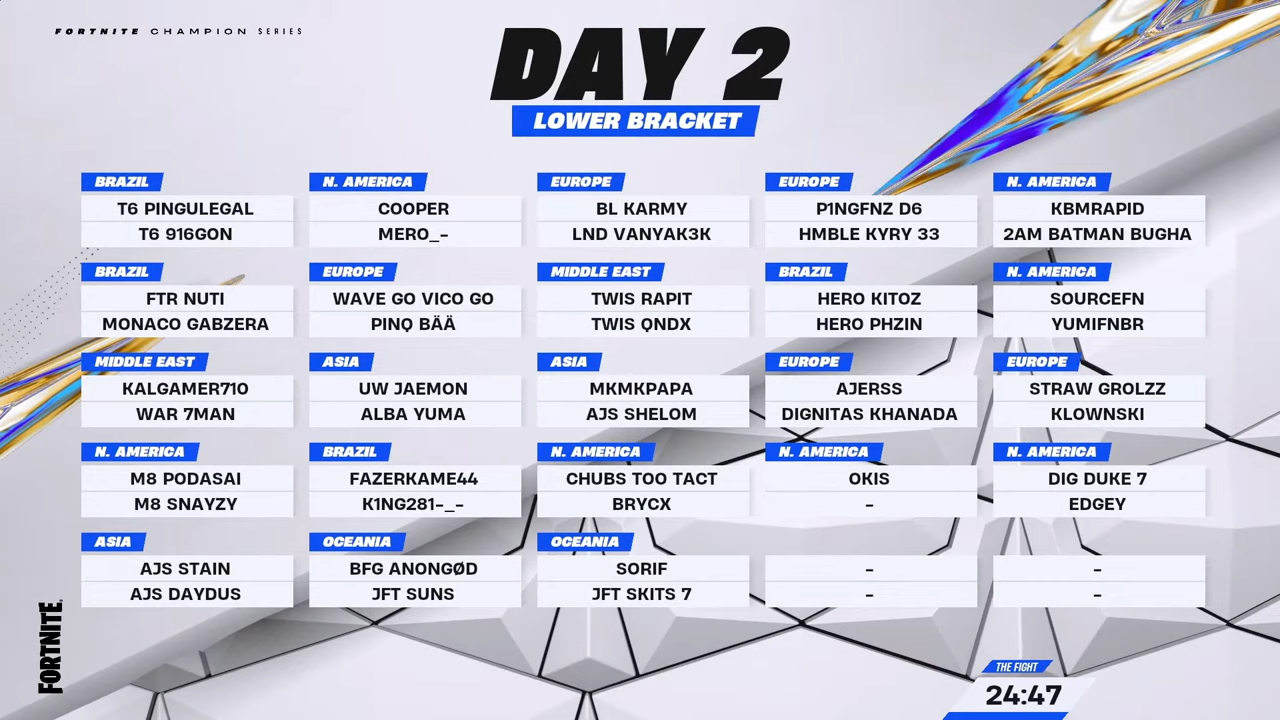 FORTNITE CHAMPION SERIES
DAY 2
LOWER BRACKET
BRAZIL
T6 PINGULEGAL
T6 916GON
N. AMERICA
COOPER
MERO_-
EUROPE
BL KARMY
LND VANYAK3K
EUROPE
P1NGFNZ D6
HMBLE KYRY 33
N. AMERICA
KBMRAPID
2AM BATMAN BUGHA
BRAZIL
FTR NUTI
MONACO GABZERA
EUROPE
WAVE GO VICO GO
PINQ BÄÄ
MIDDLE EAST
TWIS RAPIT
TWIS QNDX
BRAZIL
HERO KITOZ
HERO PHZIN
N. AMERICA
SOURCEFN
YUMIFNBR
MIDDLE EAST
KALGAMER710
WAR 7MAN
ASIA
UW JAEMON
ALBA YUMA
ASIA
MKMKPAPA
AJS SHELOM
EUROPE
AJERSS
DIGNITAS KHANADA
EUROPE
STRAW GROLZZ
KLOWNSKI
N. AMERICA
M8 PODASAI
M8 SNAYZY
BRAZIL
FAZERKAME44
K1NG281-_-
N. AMERICA
CHUBS TOO TACT
BRYCX
N. AMERICA
OKIS
-
N. AMERICA
DIG DUKE 7
EDGEY
ASIA
AJS STAIN
AJS DAYDUS
OCEANIA
BFG ANONGØD
JFT SUNS
OCEANIA
SORIF
JFT SKITS 7
-
-
-
-
FORTNITE
THE FIGHT
24:47